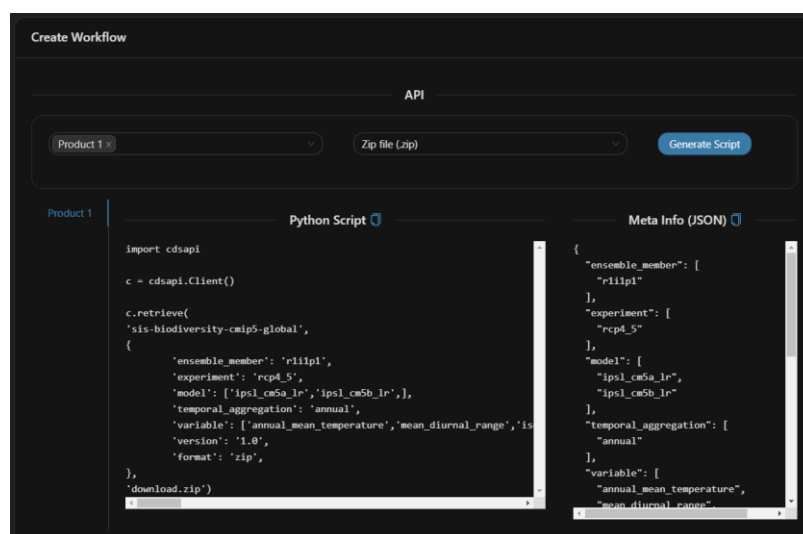 Create Workflow
API
Product 1 ×
Zip file (.zip)
Generate Script
Product 1
Python Script
import cdsapi
c = cdsapi.Client()
c.retrieve(
'sis-biodiversity-cmip5-global',
{
'ensemble_member': 'r1i1p1',
'experiment': 'rcp4_5',
'model': ['ipsl_cm5a_lr','ipsl_cm5b_lr',],
'temporal_aggregation': 'annual',
'variable': ['annual_mean_temperature','mean_diurnal_range','is
'version': '1.0',
'format': 'zip',
},
'download.zip')
Meta Info (JSON)
{
"ensemble_member": [
"r1i1p1"
],
"experiment": [
"rcp4_5"
],
"model": [
"ipsl_cm5a_lr",
"ipsl_cm5b_lr"
],
"temporal_aggregation": [
"annual"
],
"variable": [
"annual_mean_temperature",
"mean_diurnal_range",